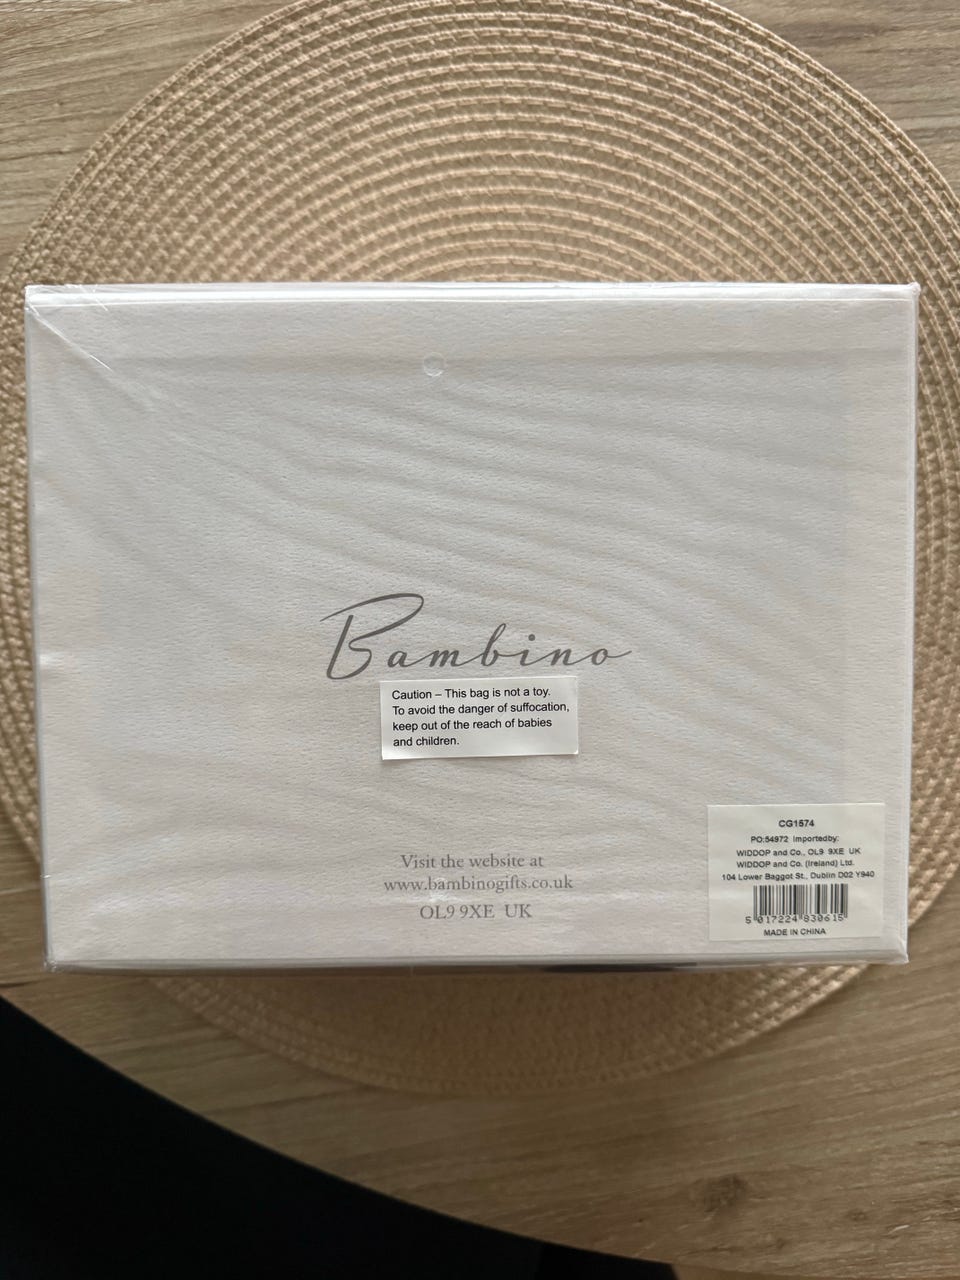 Bambino
Caution – This bag is not a toy.
To avoid the danger of suffocation,
keep out of the reach of babies
and children.
Visit the website at
www.bambinogifts.co.uk
OL9 9XE UK
CG1574
PO:54972 Importedby:
WIDDOP and Co., OL9 9XE UK
WIDDOP and Co. (Ireland) Ltd.
104 Lower Baggot St., Dublin D02 Y940
5 017224 830615
MADE IN CHINA